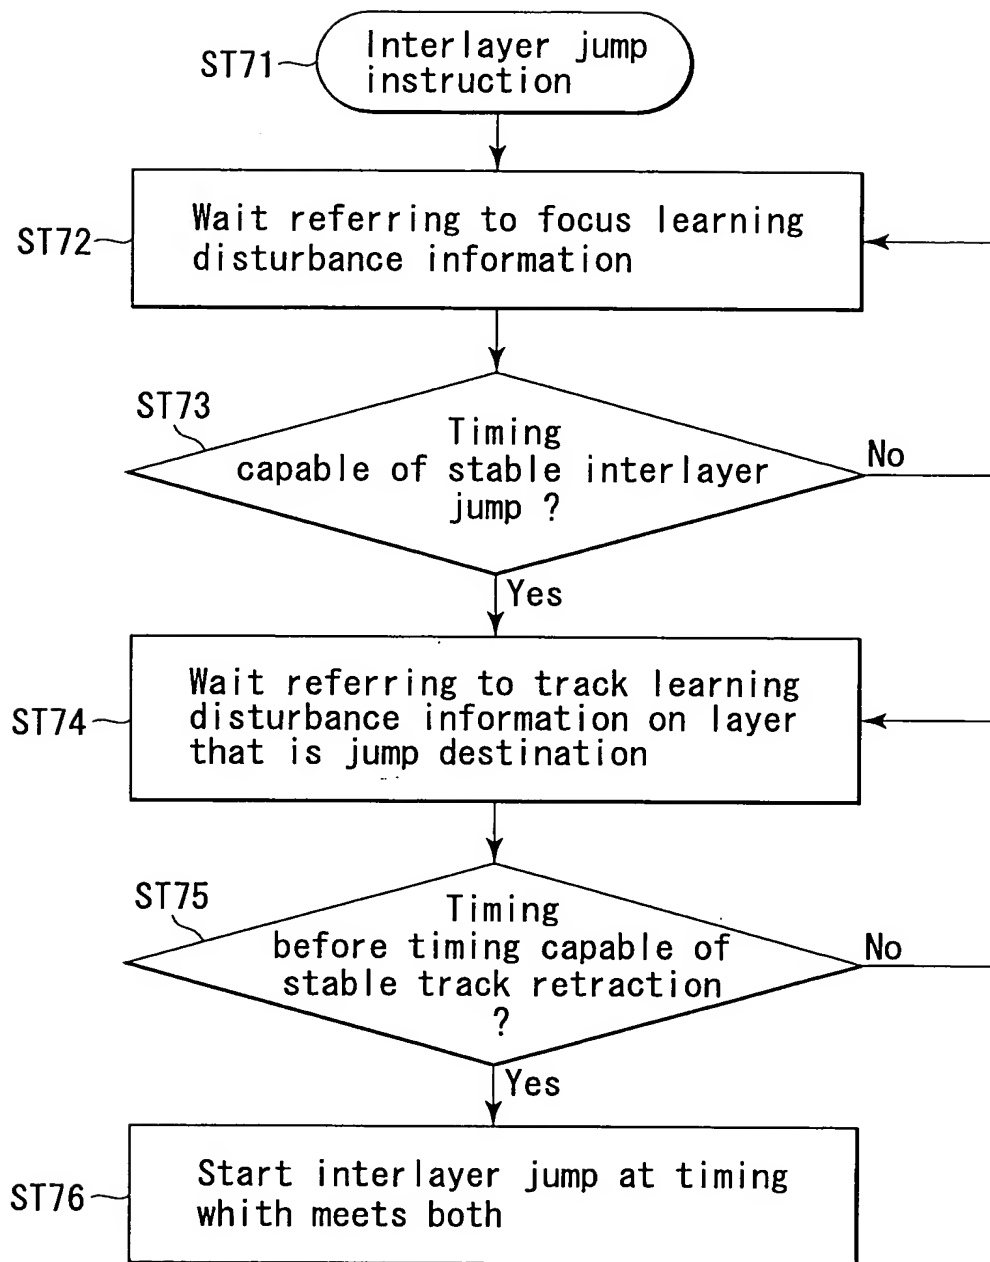 ST71
Interlayer jump
instruction
ST72
Wait referring to focus learning
disturbance information
ST73
Timing
capable of stable interlayer
jump ?
No
Yes
ST74
Wait referring to track learning
disturbance information on layer
that is jump destination
ST75
Timing
before timing capable of
stable track retraction
?
No
Yes
ST76
Start interlayer jump at timing
whith meets both